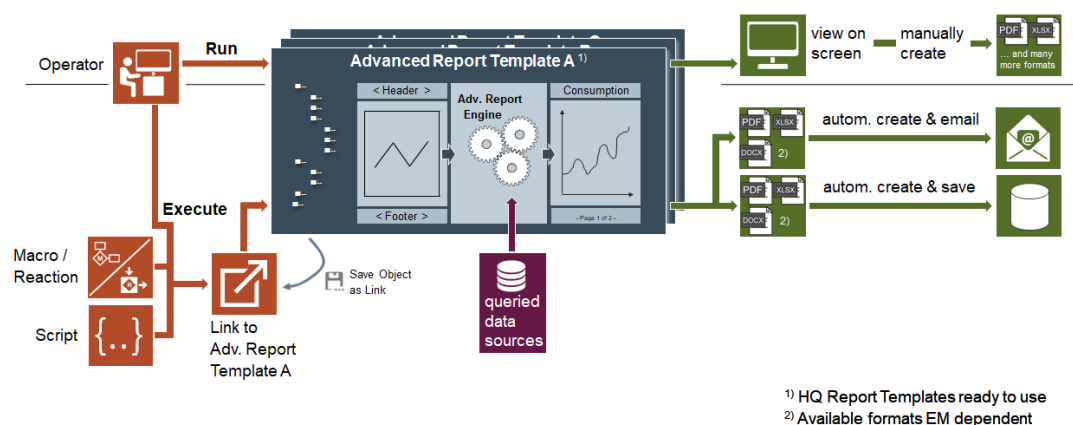 Operator
Run
Advanced Report Template A 1)
< Header >
Adv. Report
Engine
Consumption
< Footer >
- Page 1 of 2 -
view on
screen
manually
create
PDF
XLSX
... and many
more formats
PDF
XLSX
DOCX
2)
autom. create & email
@
PDF
XLSX
DOCX
2)
autom. create & save
Execute
Macro /
Reaction
M
R
Script
{..}
Link to
Adv. Report
Template A
Save Object
as Link
queried
data
sources
1) HQ Report Templates ready to use
2) Available formats EM dependent